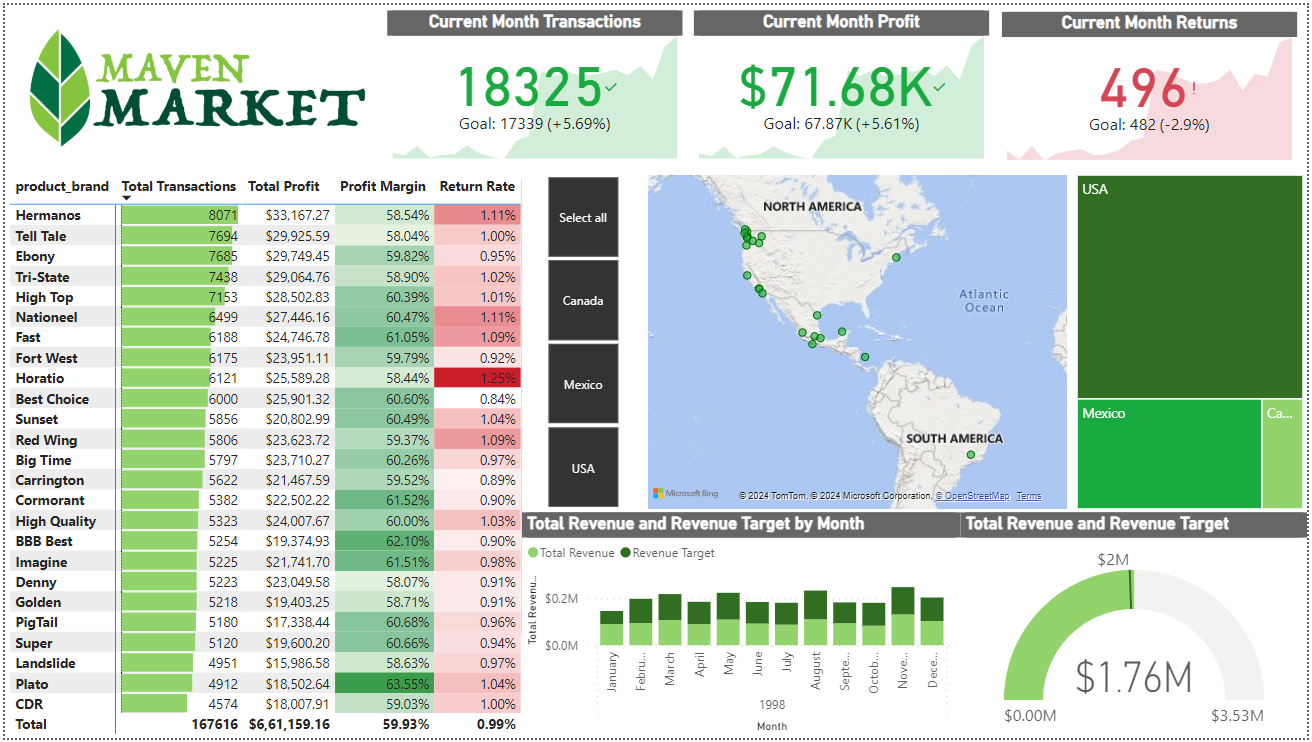 MAVEN
MARKET
Current Month Transactions
18325
Goal: 17339 (+5.69%)
Current Month Profit
$71.68K
Goal: 67.87K (+5.61%)
Current Month Returns
496!
Goal: 482 (-2.9%)
product_brand Total Transactions Total Profit Profit Margin Return Rate
Hermanos 8071 $33,167.27 58.54% 1.11%
Tell Tale 7694 $29,925.59 58.04% 1.00%
Ebony 7685 $29,749.45 59.82% 0.95%
Tri-State 7438 $29,064.76 58.90% 1.02%
High Top 7153 $28,502.83 60.39% 1.01%
Nationeel 6499 $27,446.16 60.47% 1.11%
Fast 6188 $24,746.78 61.05% 1.09%
Fort West 6175 $23,951.11 59.79% 0.92%
Horatio 6121 $25,589.28 58.44% 1.25%
Best Choice 6000 $25,901.32 60.60% 0.84%
Sunset 5856 $20,802.99 60.49% 1.04%
Red Wing 5806 $23,623.72 59.37% 1.09%
Big Time 5797 $23,710.27 60.26% 0.97%
Carrington 5622 $21,467.59 59.52% 0.89%
Cormorant 5382 $22,502.22 61.52% 0.90%
High Quality 5323 $24,007.67 60.00% 1.03%
BBB Best 5254 $19,374.93 62.10% 0.90%
Imagine 5225 $21,741.70 61.51% 0.98%
Denny 5223 $23,049.58 58.07% 0.91%
Golden 5218 $19,403.25 58.71% 0.91%
PigTail 5180 $17,338.44 60.68% 0.96%
Super 5120 $19,600.20 60.66% 0.94%
Landslide 4951 $15,986.58 58.63% 0.97%
Plato 4912 $18,502.64 63.55% 1.04%
CDR 4574 $18,007.91 59.03% 1.00%
Total 167616 $6,61,159.16 59.93% 0.99%
Select all
Canada
Mexico
USA
NORTH AMERICA
Atlantic
Ocean
SOUTH AMERICA
Microsoft Bing
© 2024 TomTom, © 2024 Microsoft Corporation, © OpenStreetMap Terms
USA
Mexico
Ca...
Total Revenue and Revenue Target by Month
Total Revenue Revenue Target
Total Revenu...
$0.2M
$0.0M
January
Febru...
March
April
May
June
July
August
Septe...
Octob...
Nove...
Dece...
1998
Month
Total Revenue and Revenue Target
$2M
$1.76M
$0.00M
$3.53M